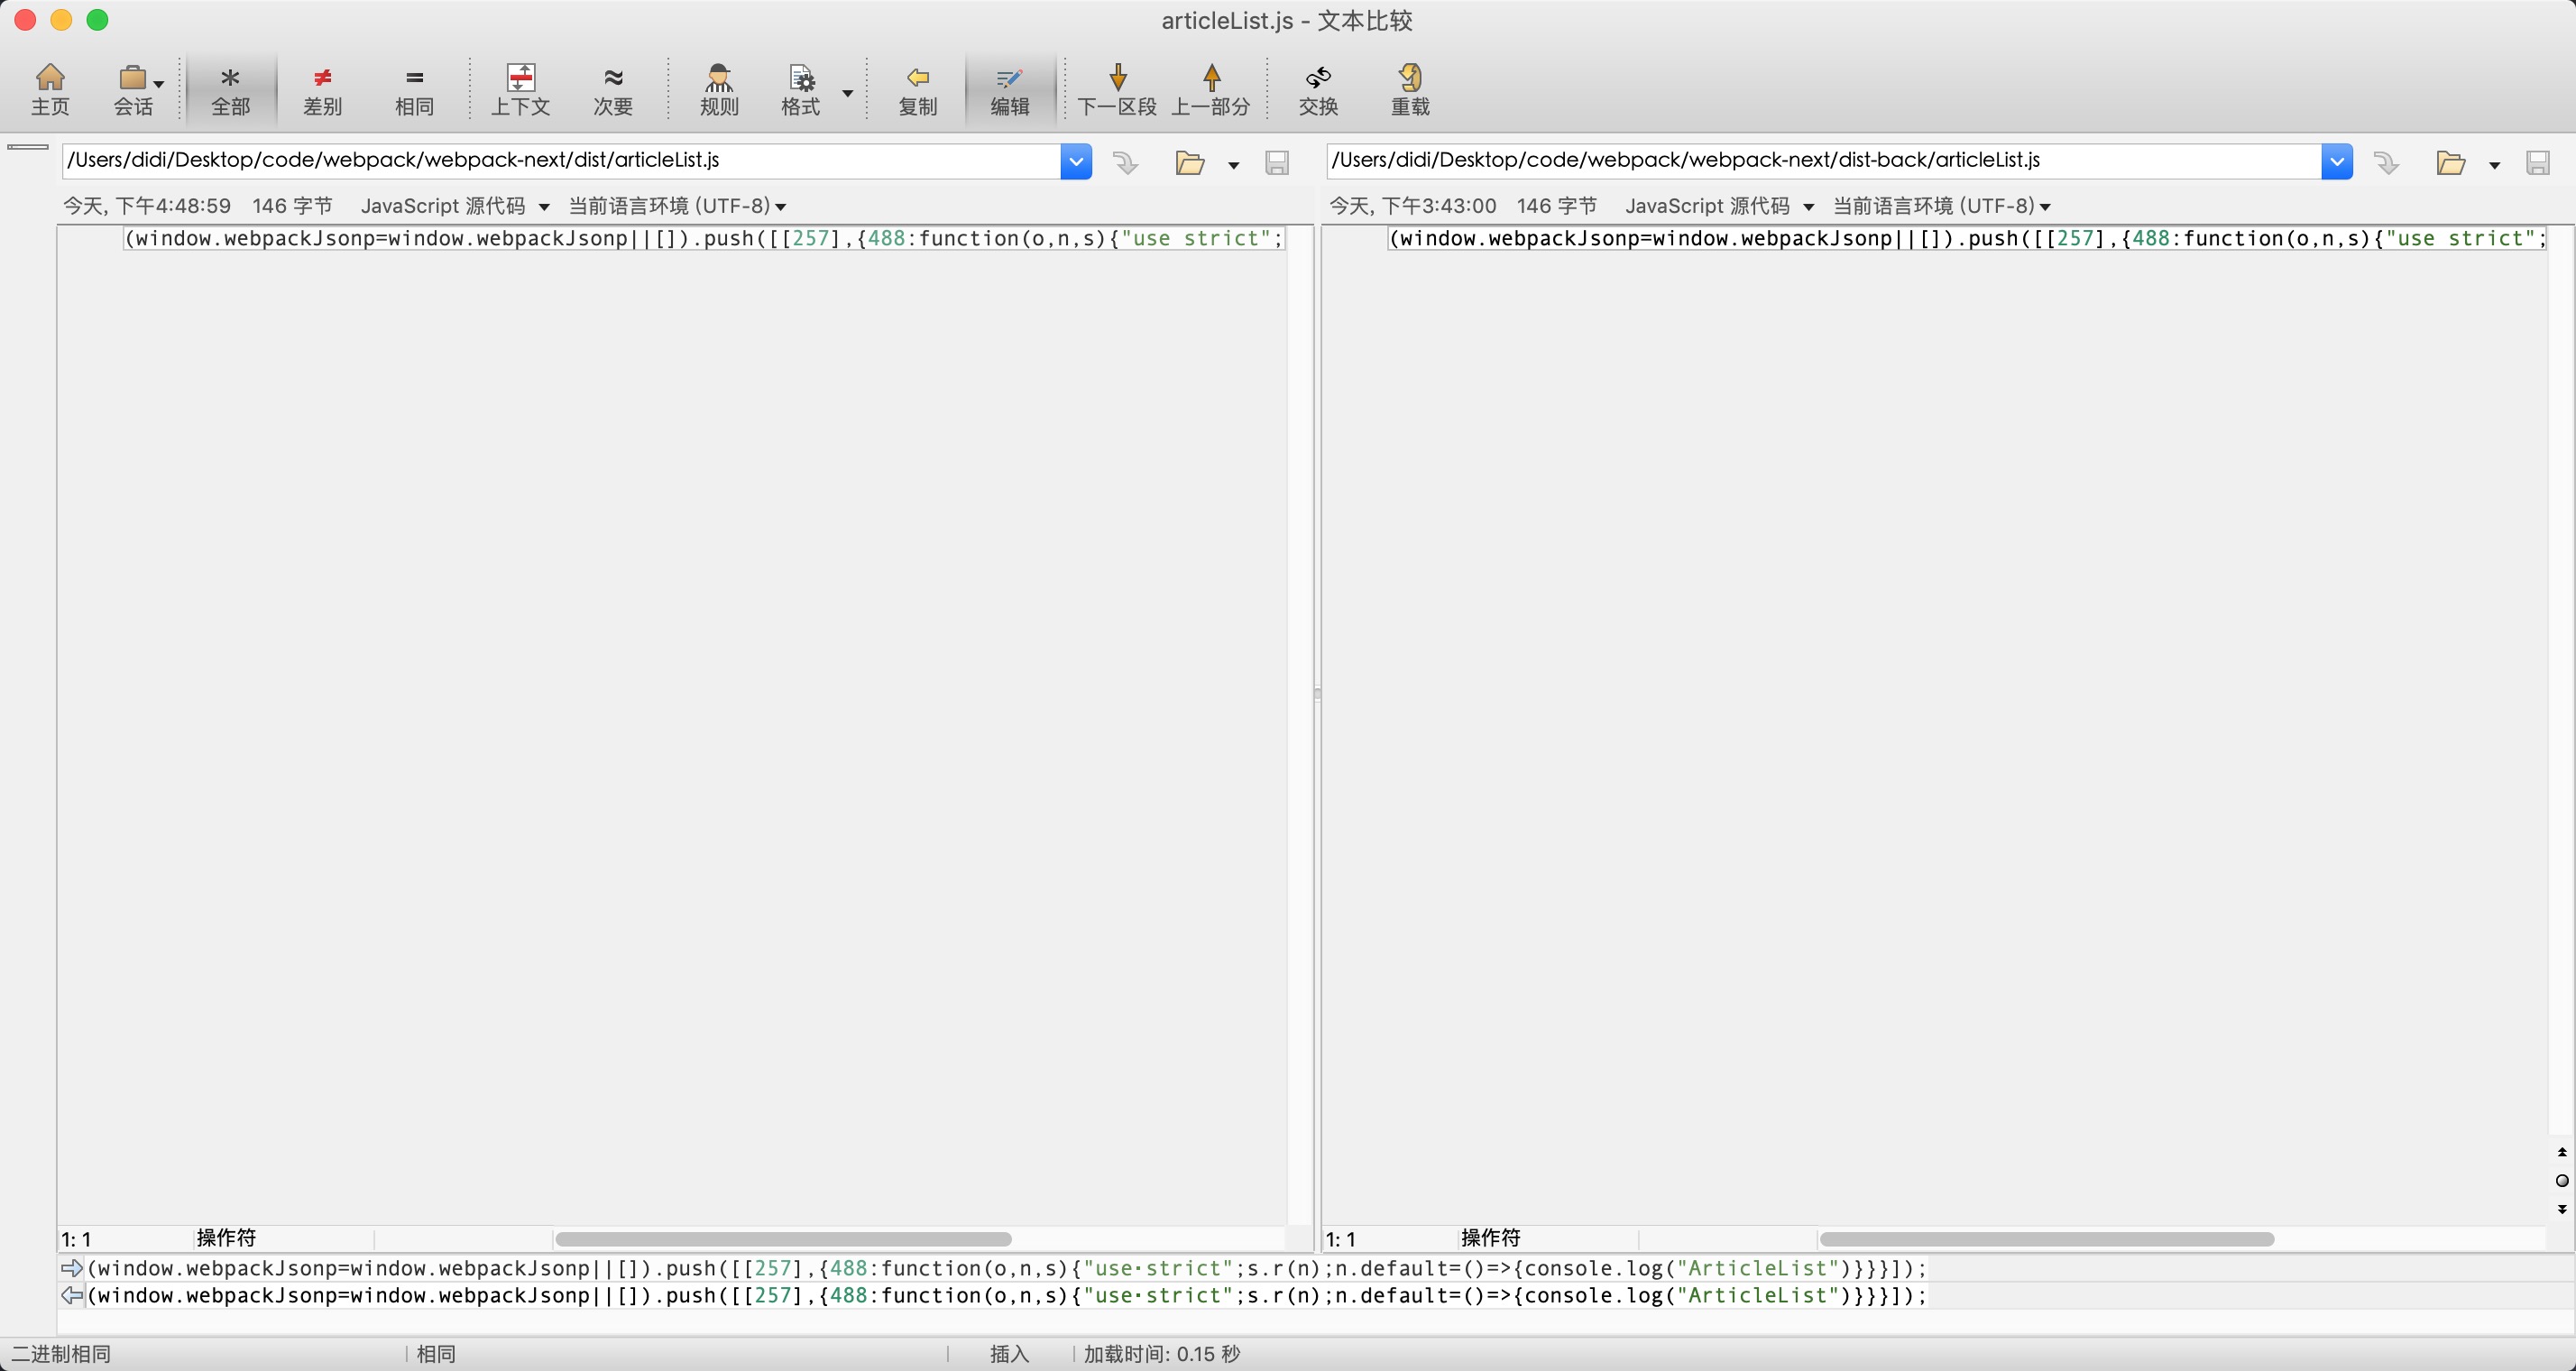 articleList.js - 文本比较
主页 会话 全部 差别 相同 上下文 次要 规则 格式 复制 编辑 下一区段 上一部分 交换 重载
/Users/didi/Desktop/code/webpack/webpack-next/dist/articleList.js
/Users/didi/Desktop/code/webpack/webpack-next/dist-back/articleList.js
今天, 下午4:48:59 146 字节 JavaScript 源代码 当前语言环境 (UTF-8)
今天, 下午3:43:00 146 字节 JavaScript 源代码 当前语言环境 (UTF-8)
(window.webpackJsonp=window.webpackJsonp||[]).push([[257],{488:function(o,n,s){"use strict";
(window.webpackJsonp=window.webpackJsonp||[]).push([[257],{488:function(o,n,s){"use strict";
1: 1 操作符
1: 1 操作符
(window.webpackJsonp=window.webpackJsonp||[]).push([[257],{488:function(o,n,s){"use·strict";s.r(n);n.default=()=>{console.log("ArticleList")}}}]);
(window.webpackJsonp=window.webpackJsonp||[]).push([[257],{488:function(o,n,s){"use·strict";s.r(n);n.default=()=>{console.log("ArticleList")}}}]);
二进制相同 相同 插入 加载时间: 0.15 秒